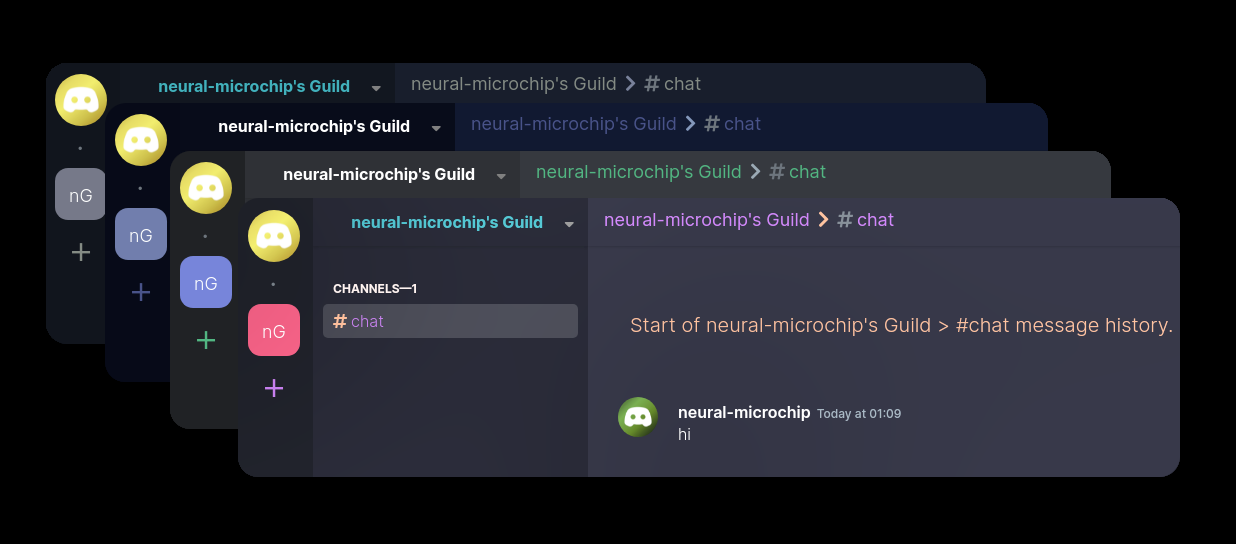 neural-microchip's Guild
neural-microchip's Guild > # chat
nG
+
neural-microchip's Guild
neural-microchip's Guild > # chat
nG
+
neural-microchip's Guild
neural-microchip's Guild > # chat
nG
+
neural-microchip's Guild
neural-microchip's Guild > # chat
nG
+
CHANNELS—1
# chat
Start of neural-microchip's Guild > #chat message history.
neural-microchip Today at 01:09
hi